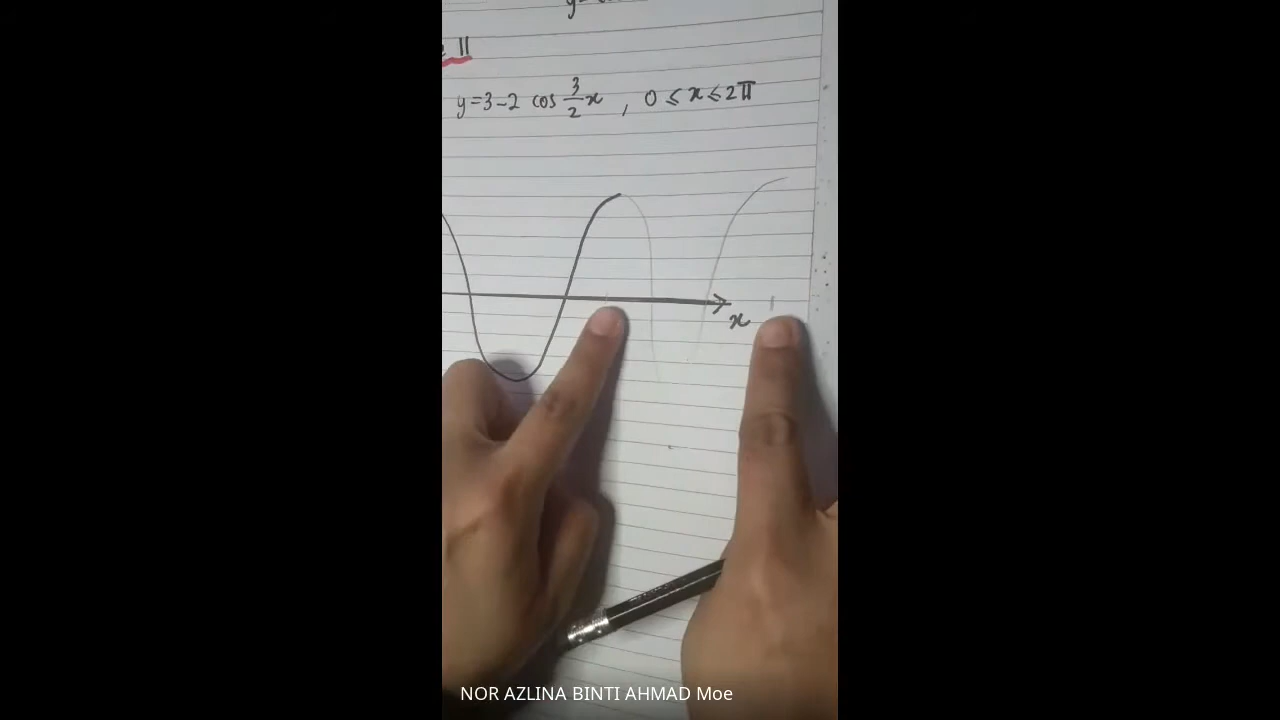 y = 3 - 2 cos 3/2 x , 0 ≤ x ≤ 2π
x
NOR AZLINA BINTI AHMAD Moe